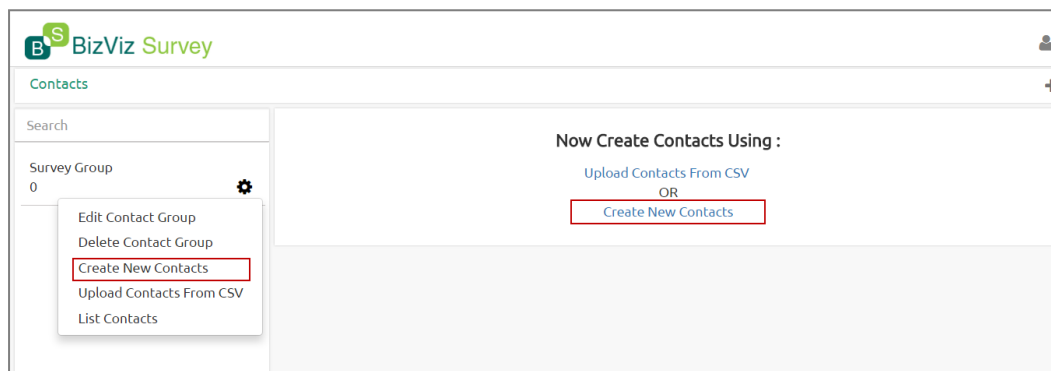 BS BizViz Survey
Contacts
Search
Survey Group
0
Edit Contact Group
Delete Contact Group
Create New Contacts
Upload Contacts From CSV
List Contacts
Now Create Contacts Using :
Upload Contacts From CSV
OR
Create New Contacts